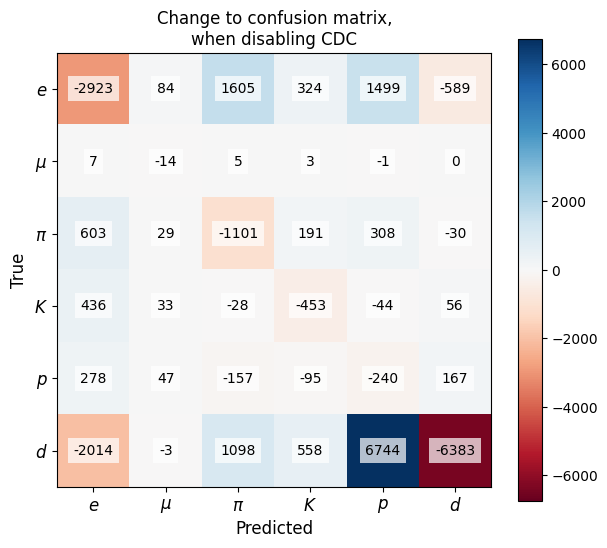 Change to confusion matrix,
when disabling CDC
e -2923 84 1605 324 1499 -589
μ 7 -14 5 3 -1 0
π 603 29 -1101 191 308 -30
K 436 33 -28 -453 -44 56
p 278 47 -157 -95 -240 167
d -2014 -3 1098 558 6744 -6383
e μ π K p d
Predicted
True
6000
4000
2000
0
−2000
−4000
−6000